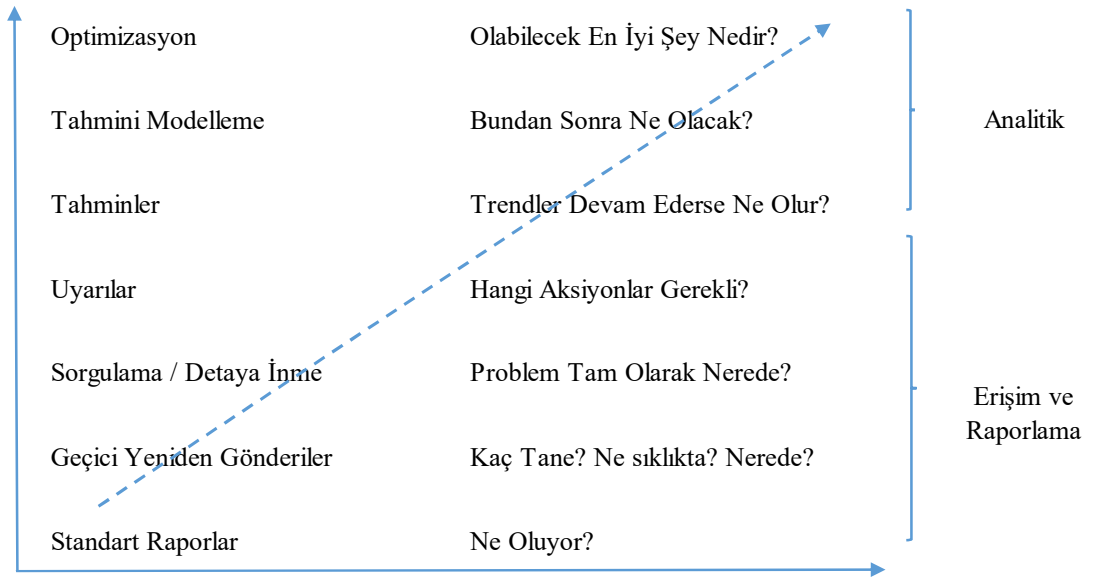 Optimizasyon Olabilecek En İyi Şey Nedir?
Tahmini Modelleme Bundan Sonra Ne Olacak? Analitik
Tahminler Trendler Devam Ederse Ne Olur?
Uyarılar Hangi Aksiyonlar Gerekli?
Sorgulama / Detaya İnme Problem Tam Olarak Nerede?
Erişim ve
Raporlama
Geçici Yeniden Gönderiler Kaç Tane? Ne sıklıkta? Nerede?
Standart Raporlar Ne Oluyor?